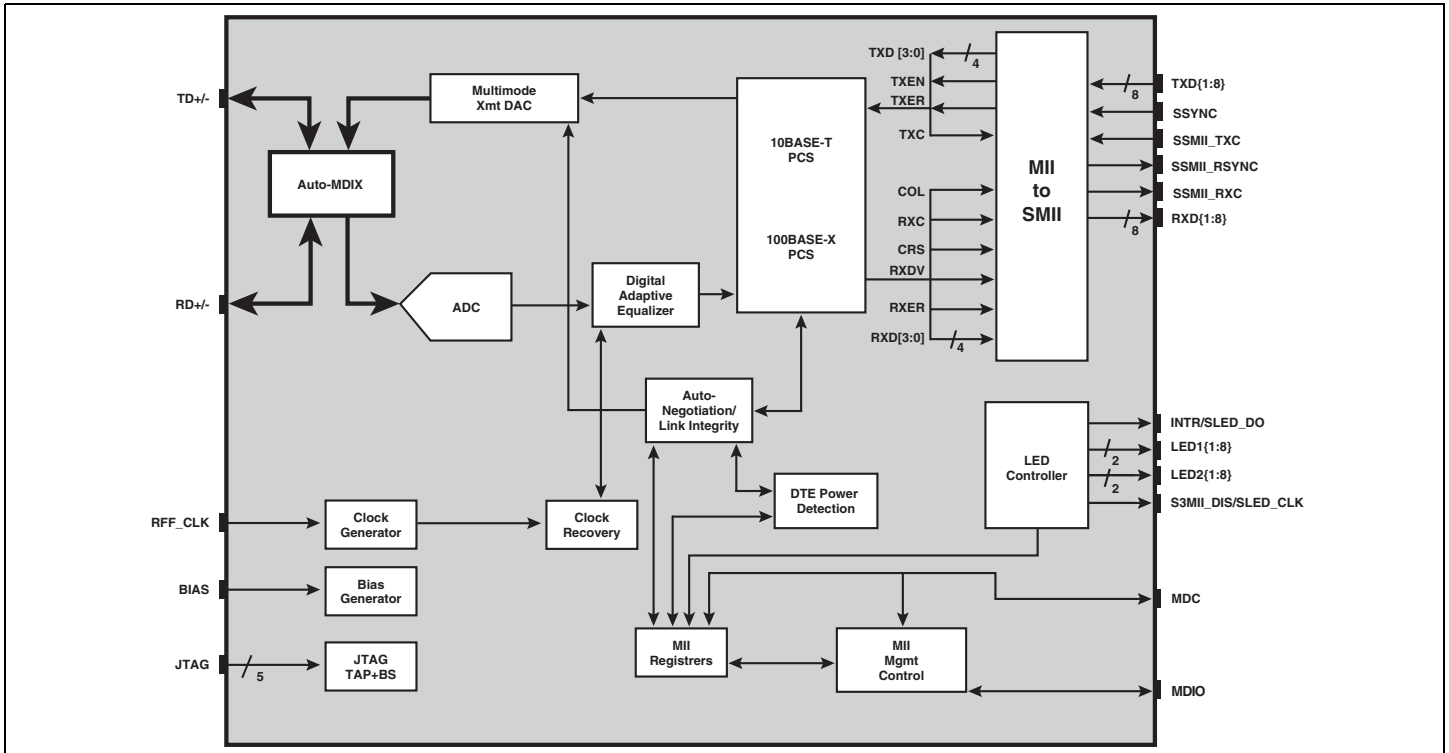 TD+/-
RD+/-
RFF_CLK
BIAS
JTAG
5
Auto-MDIX
Multimode
Xmt DAC
ADC
Digital
Adaptive
Equalizer
10BASE-T
PCS
100BASE-X
PCS
Auto-
Negotiation/
Link Integrity
DTE Power
Detection
Clock
Generator
Clock
Recovery
Bias
Generator
JTAG
TAP+BS
MII
Registrers
MII
Mgmt
Control
TXD [3:0]
4
TXEN
TXER
TXC
COL
RXC
CRS
RXDV
RXER
RXD[3:0]
4
MII
to
SMII
LED
Controller
8
TXD{1:8}
SSYNC
SSMII_TXC
SSMII_RSYNC
SSMII_RXC
8
RXD{1:8}
INTR/SLED_DO
2
LED1{1:8}
2
LED2{1:8}
S3MII_DIS/SLED_CLK
MDC
MDIO